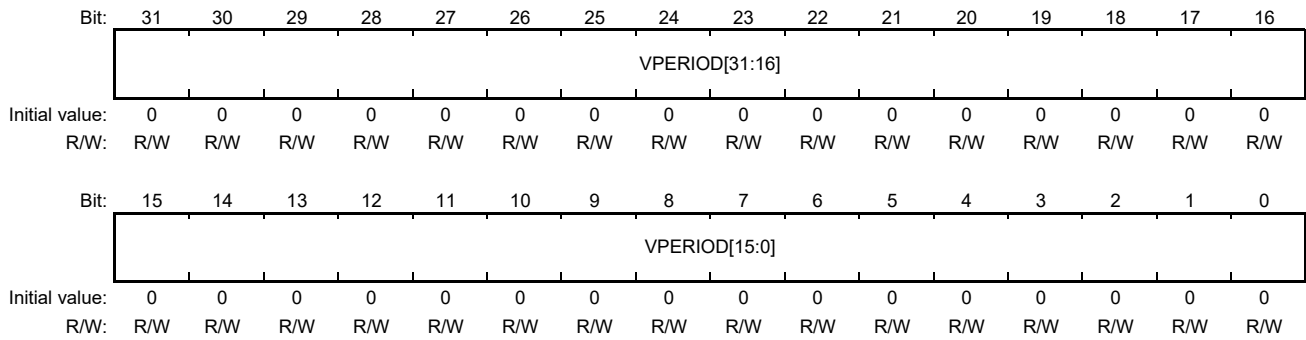 Bit: 31 30 29 28 27 26 25 24 23 22 21 20 19 18 17 16
VPERIOD[31:16]
Initial value: 0 0 0 0 0 0 0 0 0 0 0 0 0 0 0 0
R/W: R/W R/W R/W R/W R/W R/W R/W R/W R/W R/W R/W R/W R/W R/W R/W R/W
Bit: 15 14 13 12 11 10 9 8 7 6 5 4 3 2 1 0
VPERIOD[15:0]
Initial value: 0 0 0 0 0 0 0 0 0 0 0 0 0 0 0 0
R/W: R/W R/W R/W R/W R/W R/W R/W R/W R/W R/W R/W R/W R/W R/W R/W R/W